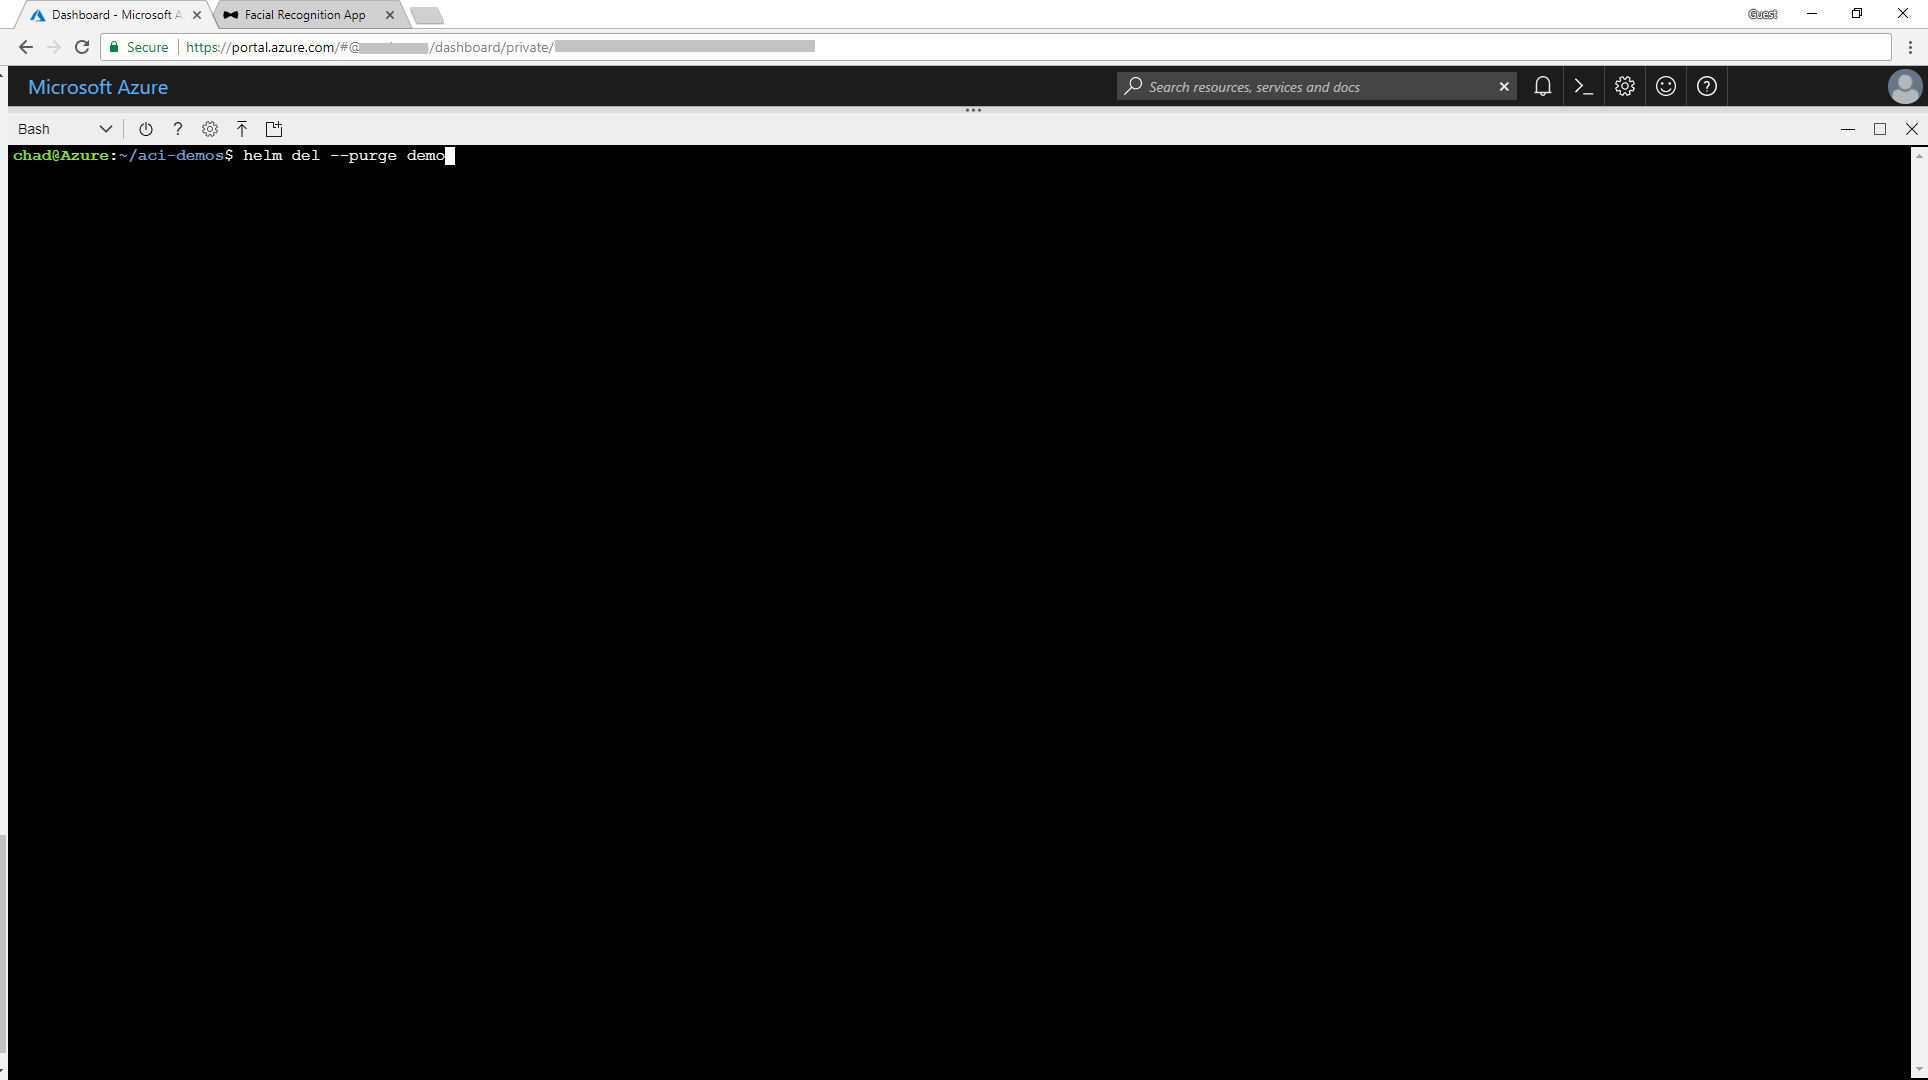 Dashboard - Microsoft A
Facial Recognition App
Guest
Secure
https://portal.azure.com/#@
/dashboard/private/
Microsoft Azure
Search resources, services and docs
Bash
chad@Azure:~/aci-demos$ helm del --purge demo